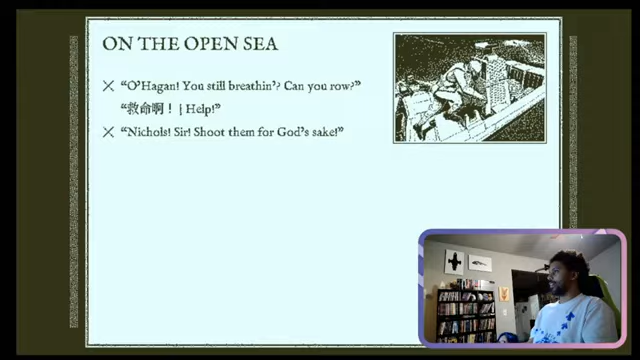 ON THE OPEN SEA
"O'Hagan! You still breathin'? Can you row?"
"救命啊！ | Help!"
"Nichols! Sir! Shoot them for God's sake!"